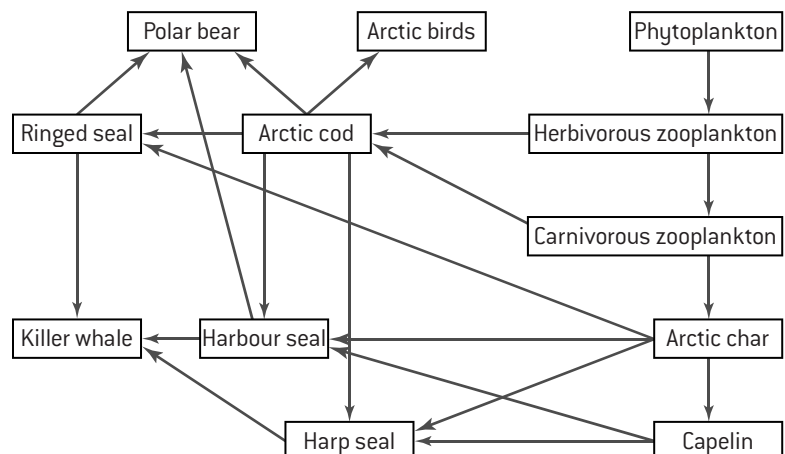 Polar bear
Arctic birds
Phytoplankton
Ringed seal
Arctic cod
Herbivorous zooplankton
Carnivorous zooplankton
Killer whale
Harbour seal
Arctic char
Harp seal
Capelin